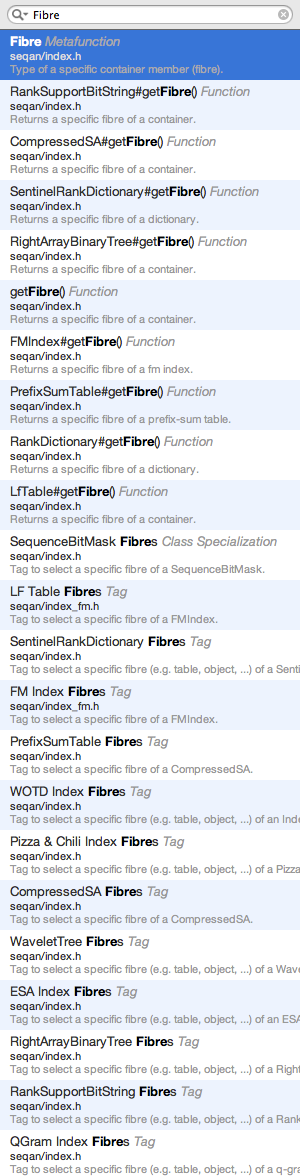 Fibre
Fibre Metafunction
seqan/index.h
Type of a specific container member (fibre).
RankSupportBitString#getFibre() Function
seqan/index.h
Returns a specific fibre of a container.
CompressedSA#getFibre() Function
seqan/index.h
Returns a specific fibre of a container.
SentinelRankDictionary#getFibre() Function
seqan/index.h
Returns a specific fibre of a dictionary.
RightArrayBinaryTree#getFibre() Function
seqan/index.h
Returns a specific fibre of a container.
getFibre() Function
seqan/index.h
Returns a specific fibre of a container.
FMIndex#getFibre() Function
seqan/index.h
Returns a specific fibre of a fm index.
PrefixSumTable#getFibre() Function
seqan/index.h
Returns a specific fibre of a prefix-sum table.
RankDictionary#getFibre() Function
seqan/index.h
Returns a specific fibre of a dictionary.
LfTable#getFibre() Function
seqan/index.h
Returns a specific fibre of a container.
SequenceBitMask Fibres Class Specialization
seqan/index.h
Tag to select a specific fibre of a SequenceBitMask.
LF Table Fibres Tag
seqan/index_fm.h
Tag to select a specific fibre of a FMIndex.
SentinelRankDictionary Fibres Tag
seqan/index.h
Tag to select a specific fibre (e.g. table, object, ...) of a Senti
FM Index Fibres Tag
seqan/index_fm.h
Tag to select a specific fibre of a FMIndex.
PrefixSumTable Fibres Tag
seqan/index.h
Tag to select a specific fibre of a CompressedSA.
WOTD Index Fibres Tag
seqan/index.h
Tag to select a specific fibre (e.g. table, object, ...) of an Inde
Pizza & Chili Index Fibres Tag
seqan/index.h
Tag to select a specific fibre (e.g. table, object, ...) of a Pizza
CompressedSA Fibres Tag
seqan/index.h
Tag to select a specific fibre of a CompressedSA.
WaveletTree Fibres Tag
seqan/index.h
Tag to select a specific fibre (e.g. table, object, ...) of a Wave
ESA Index Fibres Tag
seqan/index.h
Tag to select a specific fibre (e.g. table, object, ...) of an ESA
RightArrayBinaryTree Fibres Tag
seqan/index.h
Tag to select a specific fibre (e.g. table, object, ...) of a Right
RankSupportBitString Fibres Tag
seqan/index.h
Tag to select a specific fibre (e.g. table, object, ...) of a Rank
QGram Index Fibres Tag
seqan/index.h
Tag to select a specific fibre (e.g. table, object, ...) of a q-gra